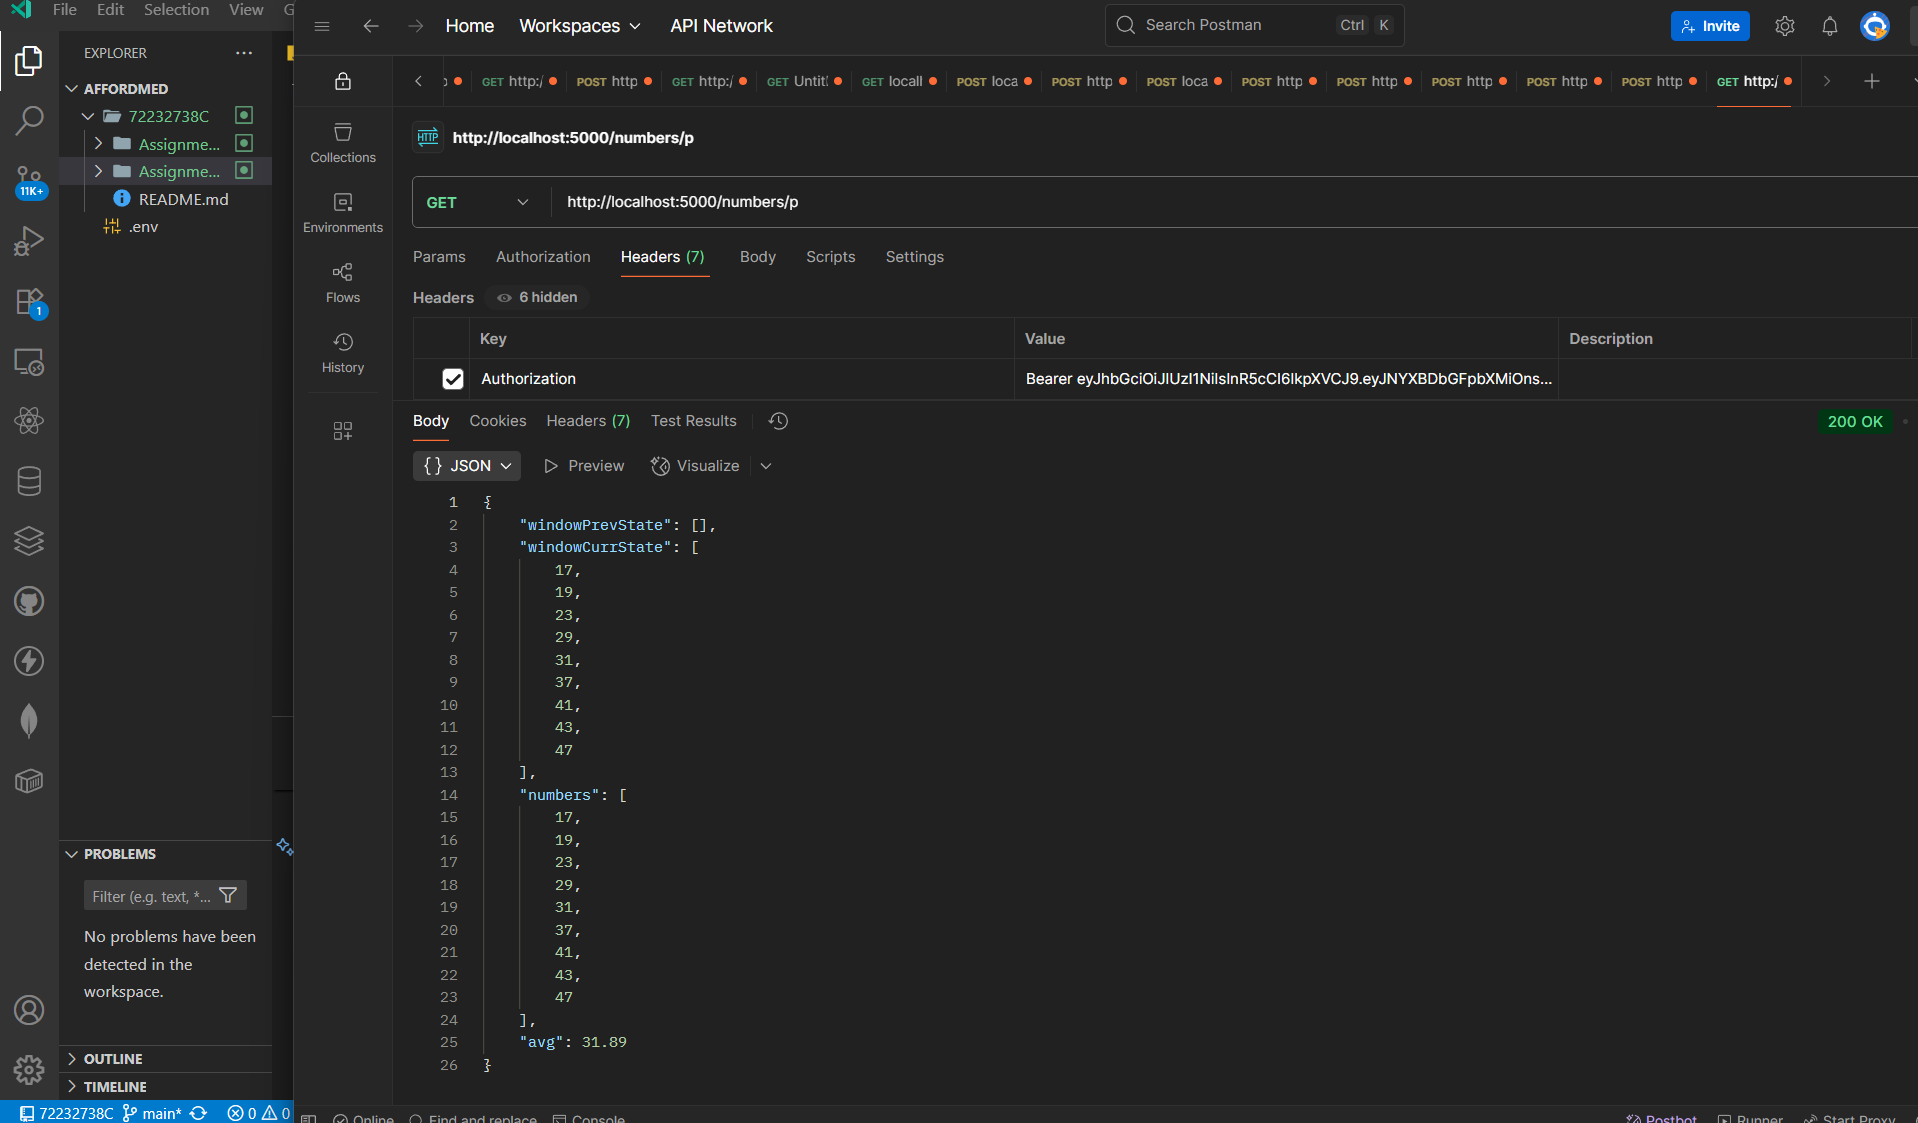 File Edit Selection View G
EXPLORER ...
AFFORDMED
72232738C
Assignme...
Assignme...
README.md
.env
11K+
1
PROBLEMS
Filter (e.g. text, *...
No problems have been
detected in the
workspace.
OUTLINE
TIMELINE
72232738C main* 0 0
Home Workspaces API Network
Search Postman Ctrl K
Invite
GET http:/ POST http GET http:/ GET Untit GET locall POST loca POST http POST loca POST http POST http POST http POST http POST http GET http:/
Collections
Environments
Flows
History
HTTP http://localhost:5000/numbers/p
GET http://localhost:5000/numbers/p
Params Authorization Headers (7) Body Scripts Settings
Headers 6 hidden
Key Value Description
Authorization Bearer eyJhbGciOiJIUzI1NiIsInR5cCI6IkpXVCJ9.eyJNYXBDbGFpbXMiOns...
Body Cookies Headers (7) Test Results
200 OK
{} JSON Preview Visualize
1 {
2 "windowPrevState": [],
3 "windowCurrState": [
4 17,
5 19,
6 23,
7 29,
8 31,
9 37,
10 41,
11 43,
12 47
13 ],
14 "numbers": [
15 17,
16 19,
17 23,
18 29,
19 31,
20 37,
21 41,
22 43,
23 47
24 ],
25 "avg": 31.89
26 }
Online Find and replace Console Postbot Runner Start Proxy